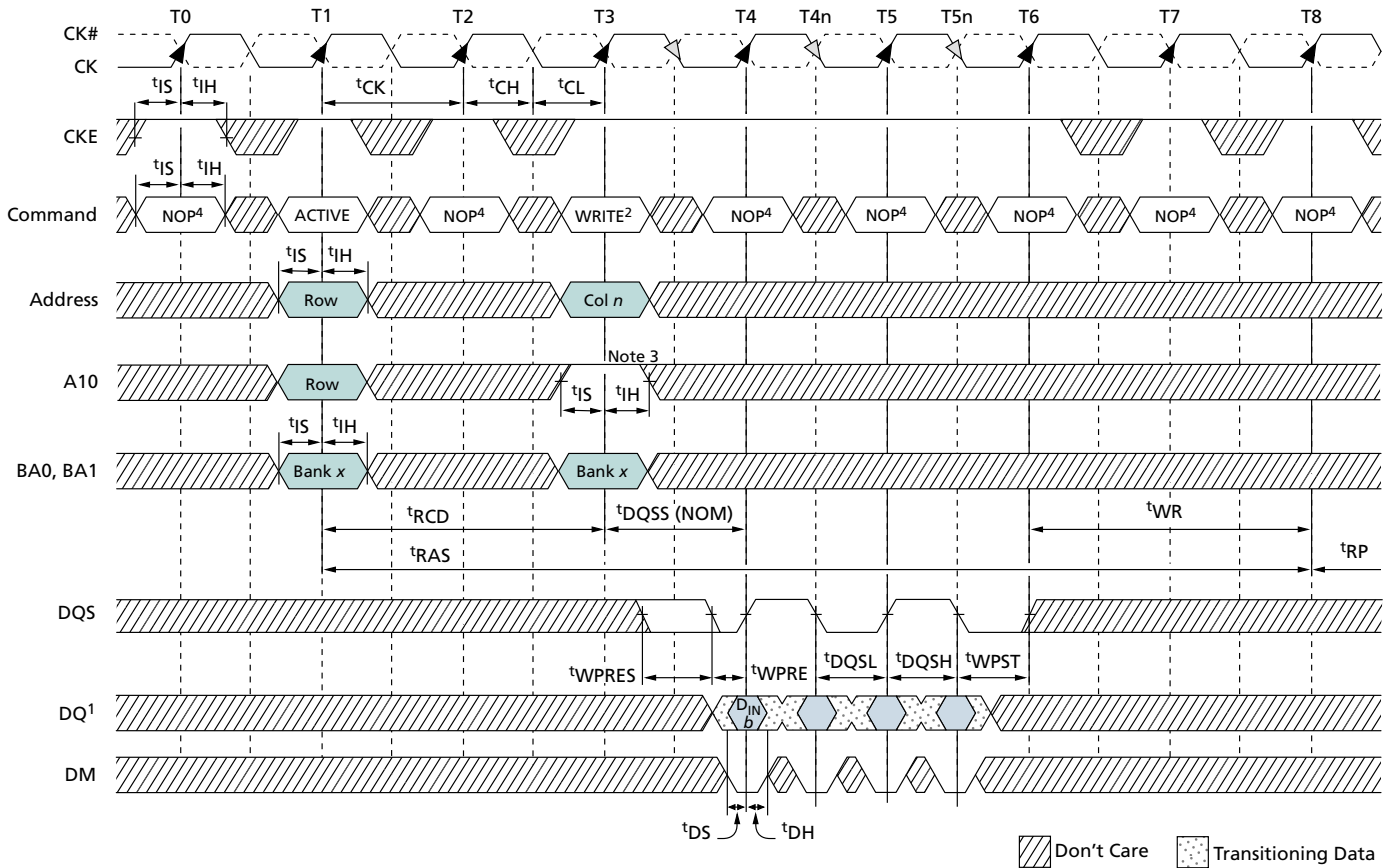 T0 T1 T2 T3 T4 T4n T5 T5n T6 T7 T8
CK#
CK
tIS tIH tCK tCH tCL
CKE
tIS tIH
Command NOP4 ACTIVE NOP4 WRITE2 NOP4 NOP4 NOP4 NOP4 NOP4
tIS tIH
Address Row Col n
Note 3
A10 Row
tIS tIH
tIS tIH
BA0, BA1 Bank x Bank x
tRCD tDQSS (NOM) tWR
tRAS tRP
DQS
tWPRES tWPRE tDQSL tDQSH tWPST
DQ1 DIN b
DM
tDS tDH
Don't Care Transitioning Data